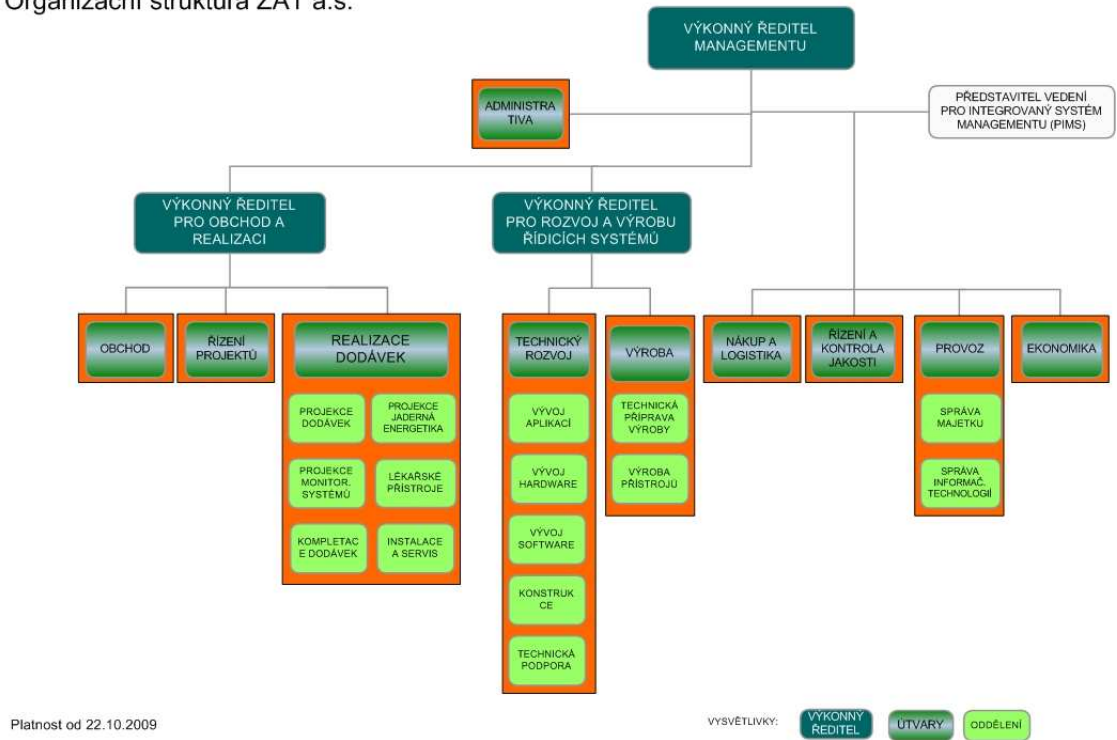 Organizační struktura ZAT a.s.
VÝKONNÝ ŘEDITEL
MANAGEMENTU
ADMINISTRA
TIVA
PŘEDSTAVITEL VEDENÍ
PRO INTEGROVANÝ SYSTÉM
MANAGEMENTU (PIMS)
VÝKONNÝ ŘEDITEL
PRO OBCHOD A
REALIZACI
VÝKONNÝ ŘEDITEL
PRO ROZVOJ A VÝROBU
ŘÍDICÍCH SYSTÉMŮ
OBCHOD
ŘÍZENÍ
PROJEKTŮ
REALIZACE
DODÁVEK
PROJEKCE
DODÁVEK
PROJEKCE
JADERNÁ
ENERGETIKA
PROJEKCE
MONITOR.
SYSTÉMŮ
LÉKAŘSKÉ
PŘÍSTROJE
KOMPLETAC
E DODÁVEK
INSTALACE
A SERVIS
TECHNICKÝ
ROZVOJ
VÝVOJ
APLIKACÍ
VÝVOJ
HARDWARE
VÝVOJ
SOFTWARE
KONSTRUK
CE
TECHNICKÁ
PODPORA
VÝROBA
TECHNICKÁ
PŘÍPRAVA
VÝROBY
VÝROBA
PŘÍSTROJŮ
NÁKUP A
LOGISTIKA
ŘÍZENÍ A
KONTROLA
JAKOSTI
PROVOZ
SPRÁVA
MAJETKU
SPRÁVA
INFORMAČ.
TECHNOLOGIÍ
EKONOMIKA
Platnost od 22.10.2009
VYSVĚTLIVKY:
VÝKONNÝ
ŘEDITEL
ÚTVARY
ODDĚLENÍ